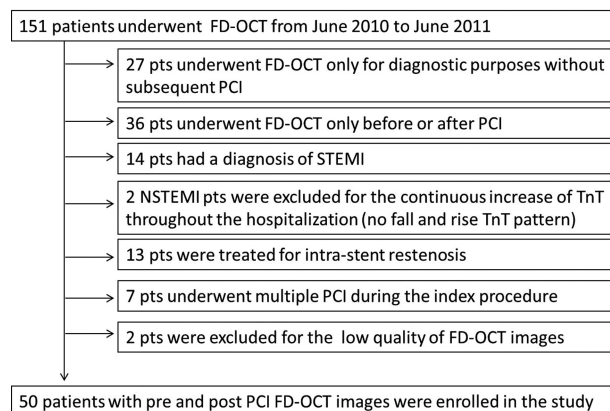 151 patients underwent  FD-OCT from June 2010 to June 2011
27 pts underwent FD-OCT only for diagnostic purposes without
subsequent PCI
36 pts underwent FD-OCT only before or after PCI
14 pts had a diagnosis of STEMI
2 NSTEMI pts were excluded for the continuous increase of TnT
throughout the hospitalization (no fall and rise TnT pattern)
13 pts were treated for intra-stent restenosis
7 pts underwent multiple PCI during the index procedure
2 pts were excluded for the  low quality of FD-OCT images
50 patients with pre and post PCI FD-OCT images were enrolled in the study